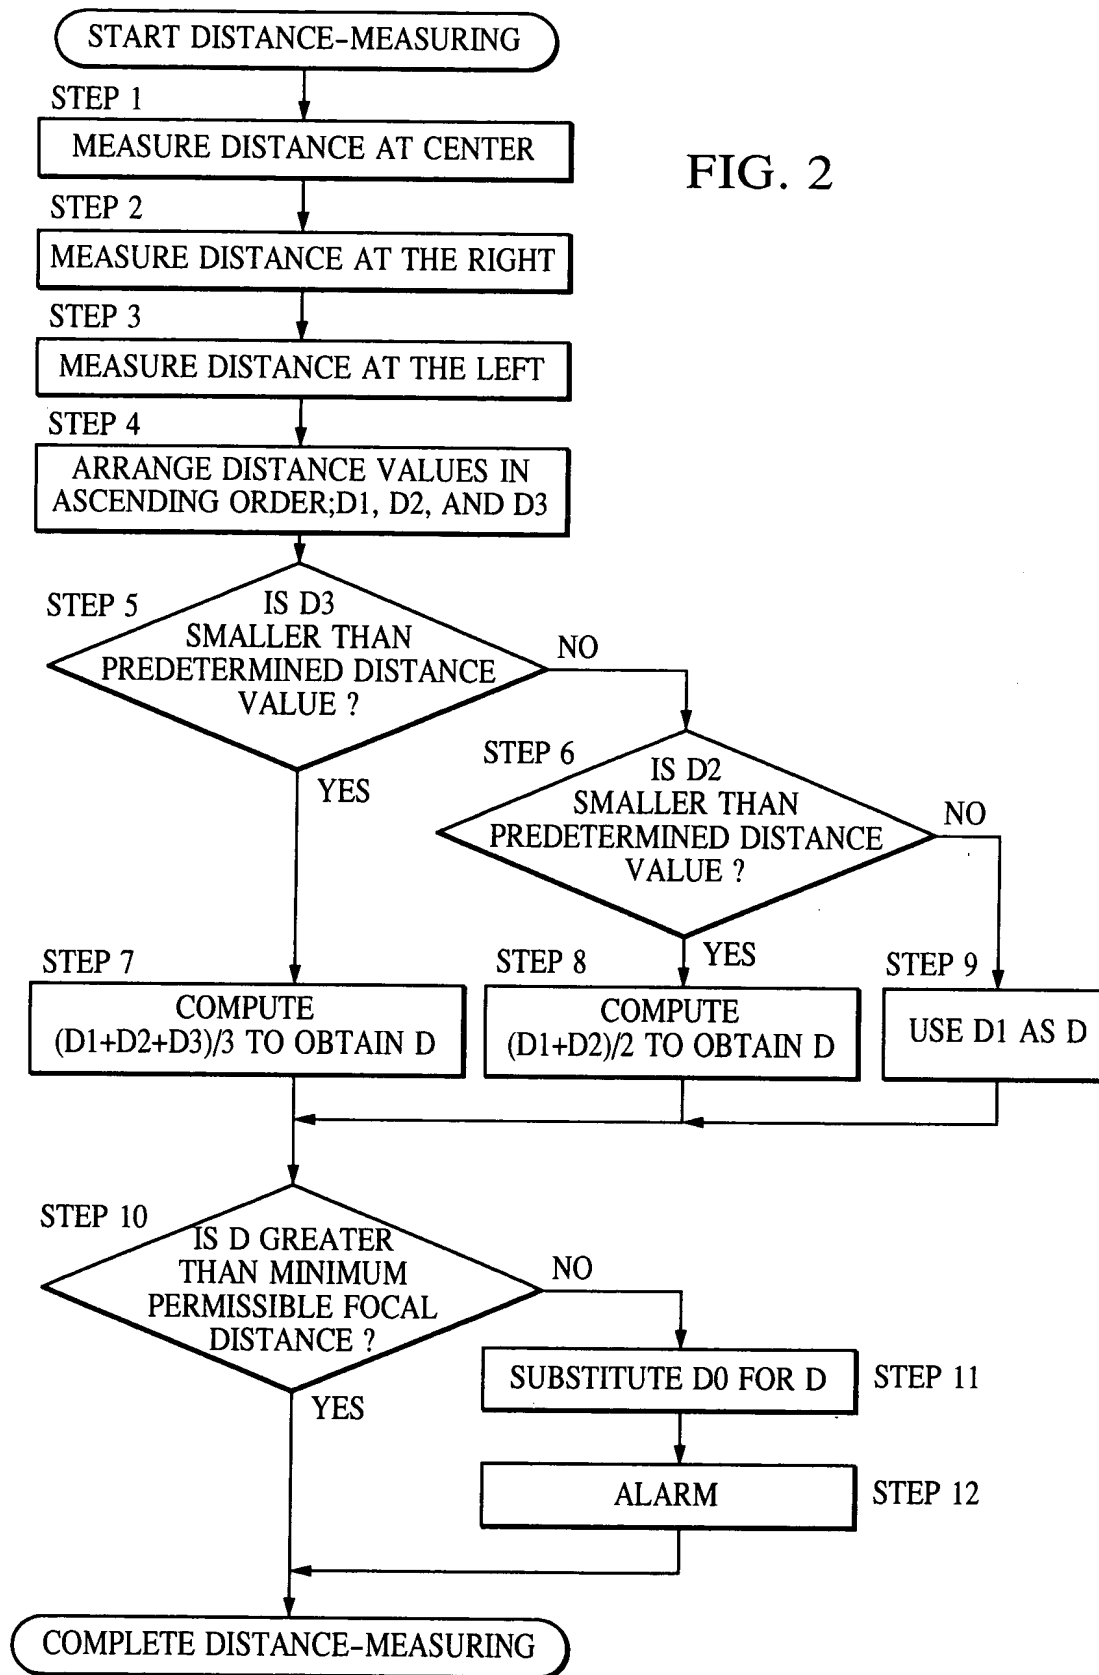 START DISTANCE-MEASURING
STEP 1
MEASURE DISTANCE AT CENTER
FIG. 2
STEP 2
MEASURE DISTANCE AT THE RIGHT
STEP 3
MEASURE DISTANCE AT THE LEFT
STEP 4
ARRANGE DISTANCE VALUES IN
ASCENDING ORDER;D1, D2, AND D3
STEP 5
IS D3
SMALLER THAN
PREDETERMINED DISTANCE
VALUE ?
NO
YES
STEP 6
IS D2
SMALLER THAN
PREDETERMINED DISTANCE
VALUE ?
NO
YES
STEP 7
COMPUTE
(D1+D2+D3)/3 TO OBTAIN D
STEP 8
COMPUTE
(D1+D2)/2 TO OBTAIN D
STEP 9
USE D1 AS D
STEP 10
IS D GREATER
THAN MINIMUM
PERMISSIBLE FOCAL
DISTANCE ?
NO
YES
SUBSTITUTE D0 FOR D
STEP 11
ALARM
STEP 12
COMPLETE DISTANCE-MEASURING